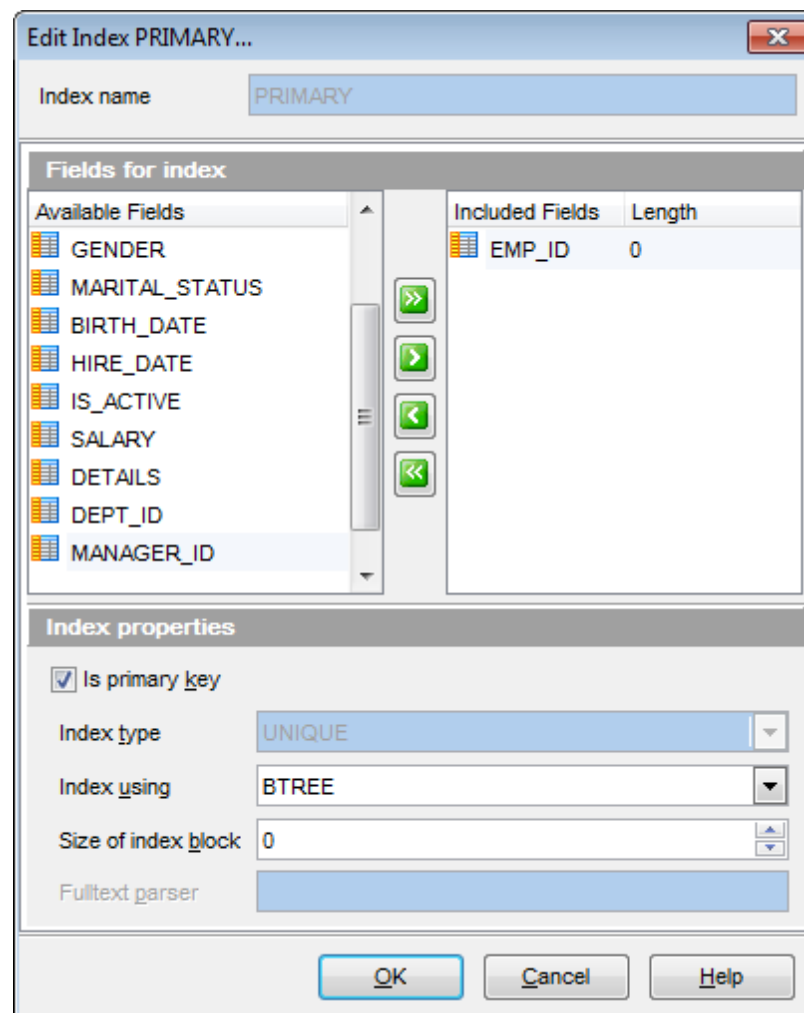 Edit Index PRIMARY...
Index name PRIMARY
Fields for index
Available Fields
GENDER
MARITAL_STATUS
BIRTH_DATE
HIRE_DATE
IS_ACTIVE
SALARY
DETAILS
DEPT_ID
MANAGER_ID
Included Fields Length
EMP_ID 0
Index properties
Is primary key
Index type UNIQUE
Index using BTREE
Size of index block 0
Fulltext parser
OK Cancel Help